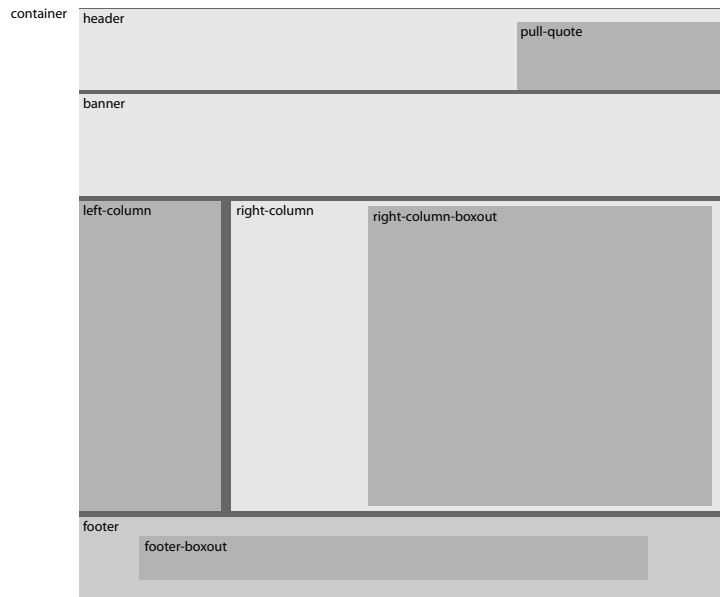 container
header
pull-quote
banner
left-column
right-column
right-column-boxout
footer
footer-boxout